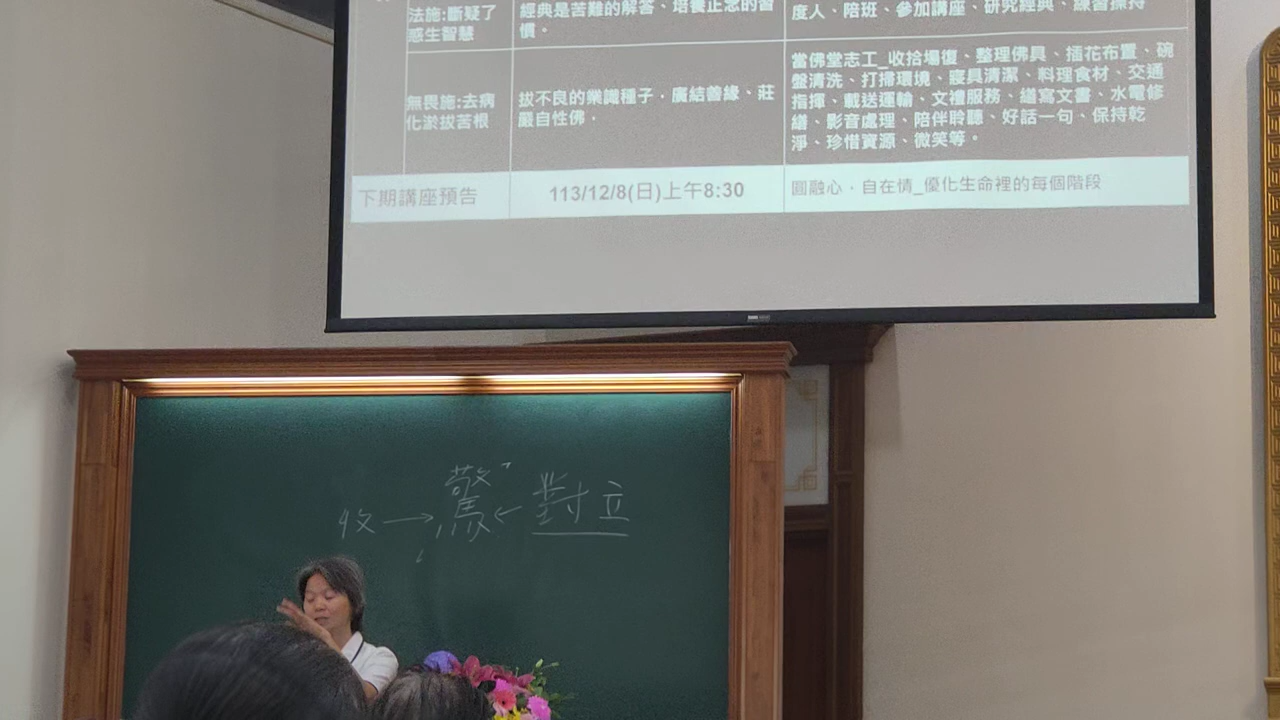 法施:斷疑了
惑生智慧
經典是苦難的解答、培養正念的習
慣。
度人、陪班、參加講座、研究經典、練習操持
無畏施:去病
化淤拔苦根
拔不良的業識種子，廣結善緣、莊
嚴自性佛，
當佛堂志工_收拾場復、整理佛具、插花布置、碗
盤清洗、打掃環境、寢具清潔、料理食材、交通
指揮、載送運輸、文禮服務、繕寫文書、水電修
繕、影音處理、陪伴聆聽、好話一句、保持乾
淨、珍惜資源、微笑等。
下期講座預告
113/12/8(日)上午8:30
圓融心，自在情_優化生命裡的每個階段
收→驚←對立